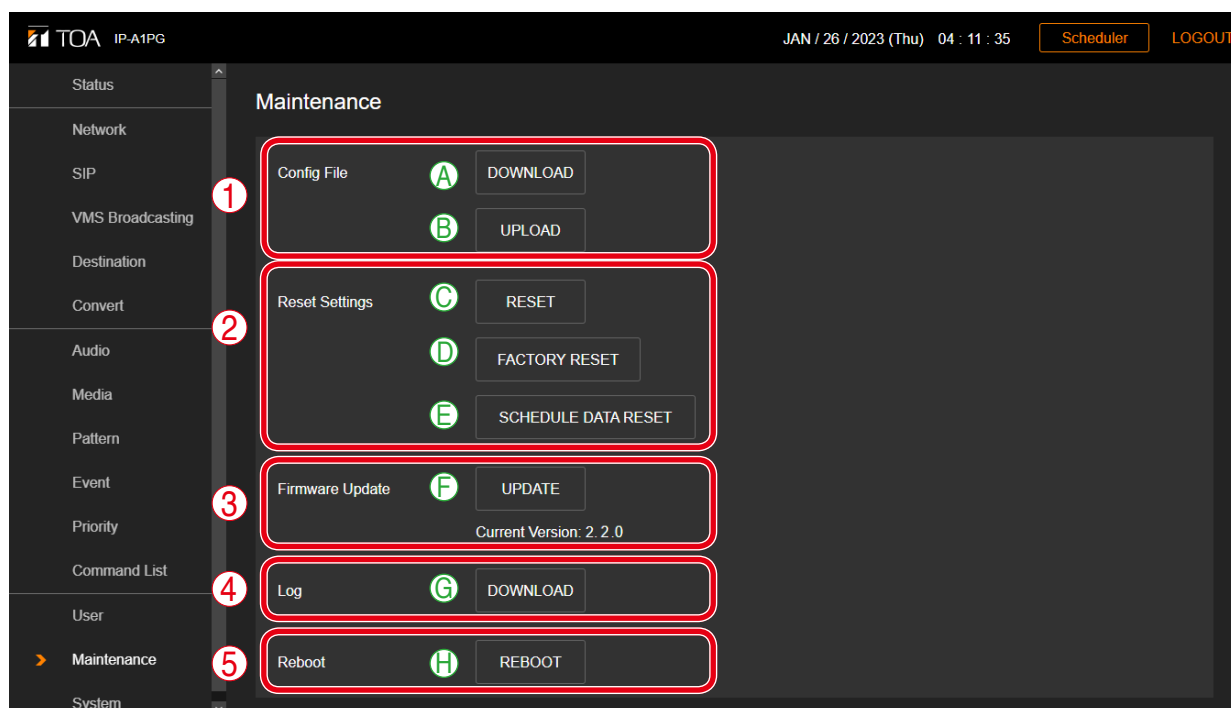 TOA IP-A1PG JAN / 26 / 2023 (Thu) 04 : 11 : 35 Scheduler LOGOUT
Status
Network
SIP
VMS Broadcasting
Destination
Convert
Audio
Media
Pattern
Event
Priority
Command List
User
Maintenance
System
Maintenance
1
Config File A DOWNLOAD
B UPLOAD
2
Reset Settings C RESET
D FACTORY RESET
E SCHEDULE DATA RESET
3
Firmware Update F UPDATE
Current Version: 2.2.0
4
Log G DOWNLOAD
5
Reboot H REBOOT